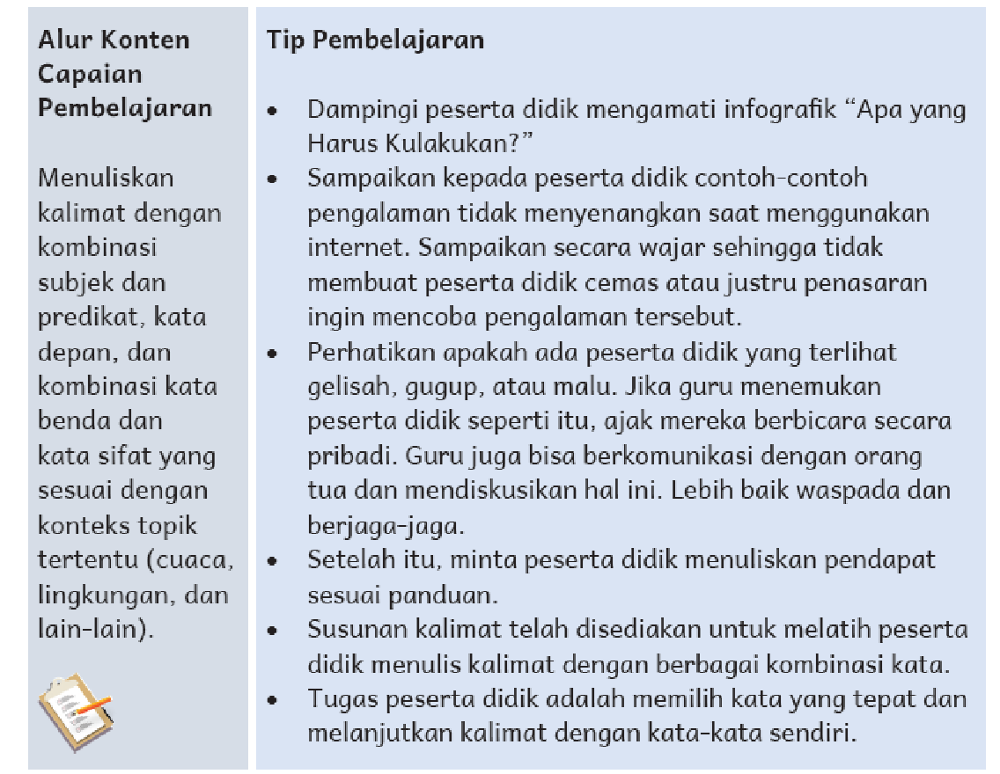 Alur Konten
Capaian
Pembelajaran
Menuliskan
kalimat dengan
kombinasi
subjek dan
predikat, kata
depan, dan
kombinasi kata
benda dan
kata sifat yang
sesuai dengan
konteks topik
tertentu (cuaca,
lingkungan, dan
lain-lain).
Tip Pembelajaran
• Dampingi peserta didik mengamati infografik “Apa yang
Harus Kulakukan?”
• Sampaikan kepada peserta didik contoh-contoh
pengalaman tidak menyenangkan saat menggunakan
internet. Sampaikan secara wajar sehingga tidak
membuat peserta didik cemas atau justru penasaran
ingin mencoba pengalaman tersebut.
• Perhatikan apakah ada peserta didik yang terlihat
gelisah, gugup, atau malu. Jika guru menemukan
peserta didik seperti itu, ajak mereka berbicara secara
pribadi. Guru juga bisa berkomunikasi dengan orang
tua dan mendiskusikan hal ini. Lebih baik waspada dan
berjaga-jaga.
• Setelah itu, minta peserta didik menuliskan pendapat
sesuai panduan.
• Susunan kalimat telah disediakan untuk melatih peserta
didik menulis kalimat dengan berbagai kombinasi kata.
• Tugas peserta didik adalah memilih kata yang tepat dan
melanjutkan kalimat dengan kata-kata sendiri.